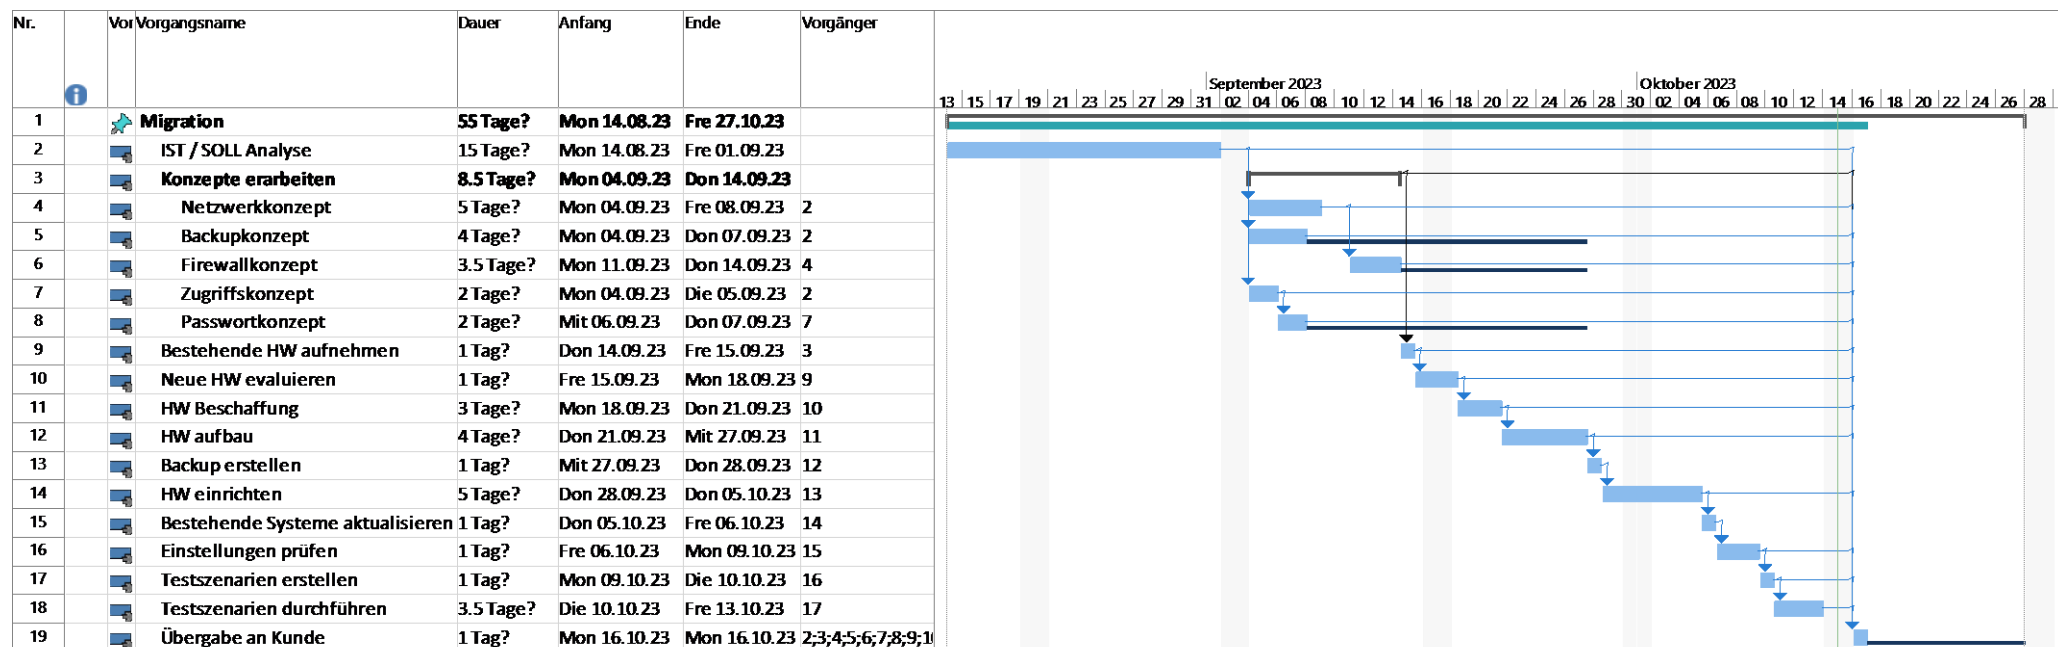 Nr. Vor Vorgangsname Dauer Anfang Ende Vorgänger
September 2023 Oktober 2023
13 15 17 19 21 23 25 27 29 31 02 04 06 08 10 12 14 16 18 20 22 24 26 28 30 02 04 06 08 10 12 14 16 18 20 22 24 26 28
1 Migration 55 Tage? Mon 14.08.23 Fre 27.10.23
2 IST / SOLL Analyse 15 Tage? Mon 14.08.23 Fre 01.09.23
3 Konzepte erarbeiten 8.5 Tage? Mon 04.09.23 Don 14.09.23
4 Netzwerkkonzept 5 Tage? Mon 04.09.23 Fre 08.09.23 2
5 Backupkonzept 4 Tage? Mon 04.09.23 Don 07.09.23 2
6 Firewallkonzept 3.5 Tage? Mon 11.09.23 Don 14.09.23 4
7 Zugriffskonzept 2 Tage? Mon 04.09.23 Die 05.09.23 2
8 Passwortkonzept 2 Tage? Mit 06.09.23 Don 07.09.23 7
9 Bestehende HW aufnehmen 1 Tag? Don 14.09.23 Fre 15.09.23 3
10 Neue HW evaluieren 1 Tag? Fre 15.09.23 Mon 18.09.23 9
11 HW Beschaffung 3 Tage? Mon 18.09.23 Don 21.09.23 10
12 HW aufbau 4 Tage? Don 21.09.23 Mit 27.09.23 11
13 Backup erstellen 1 Tag? Mit 27.09.23 Don 28.09.23 12
14 HW einrichten 5 Tage? Don 28.09.23 Don 05.10.23 13
15 Bestehende Systeme aktualisieren 1 Tag? Don 05.10.23 Fre 06.10.23 14
16 Einstellungen prüfen 1 Tag? Fre 06.10.23 Mon 09.10.23 15
17 Testszenarien erstellen 1 Tag? Mon 09.10.23 Die 10.10.23 16
18 Testszenarien durchführen 3.5 Tage? Die 10.10.23 Fre 13.10.23 17
19 Übergabe an Kunde 1 Tag? Mon 16.10.23 Mon 16.10.23 2;3;4;5;6;7;8;9;1